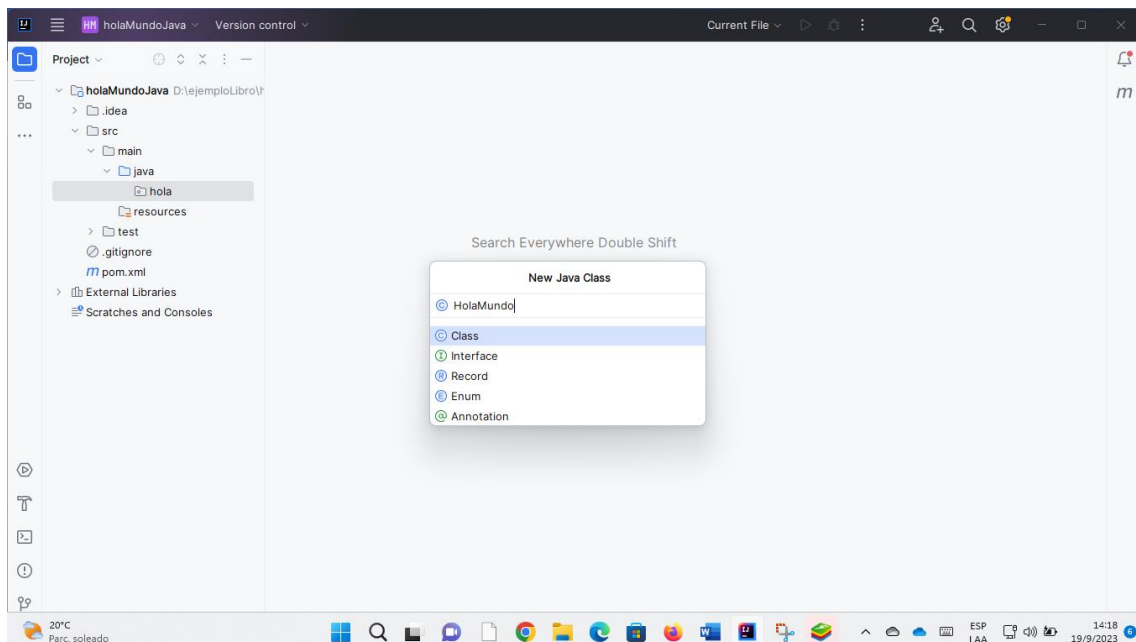 HM holaMundoJava Version control Current File
Project
holaMundoJava D:\ejemploLibro\h
.idea
src
main
java
hola
resources
test
.gitignore
m pom.xml
External Libraries
Scratches and Consoles
m
Search Everywhere Double Shift
New Java Class
C HolaMundo
C Class
I Interface
R Record
E Enum
@ Annotation
20°C
Parc. soleado
ESP
LAA
14:18
19/9/2023
6